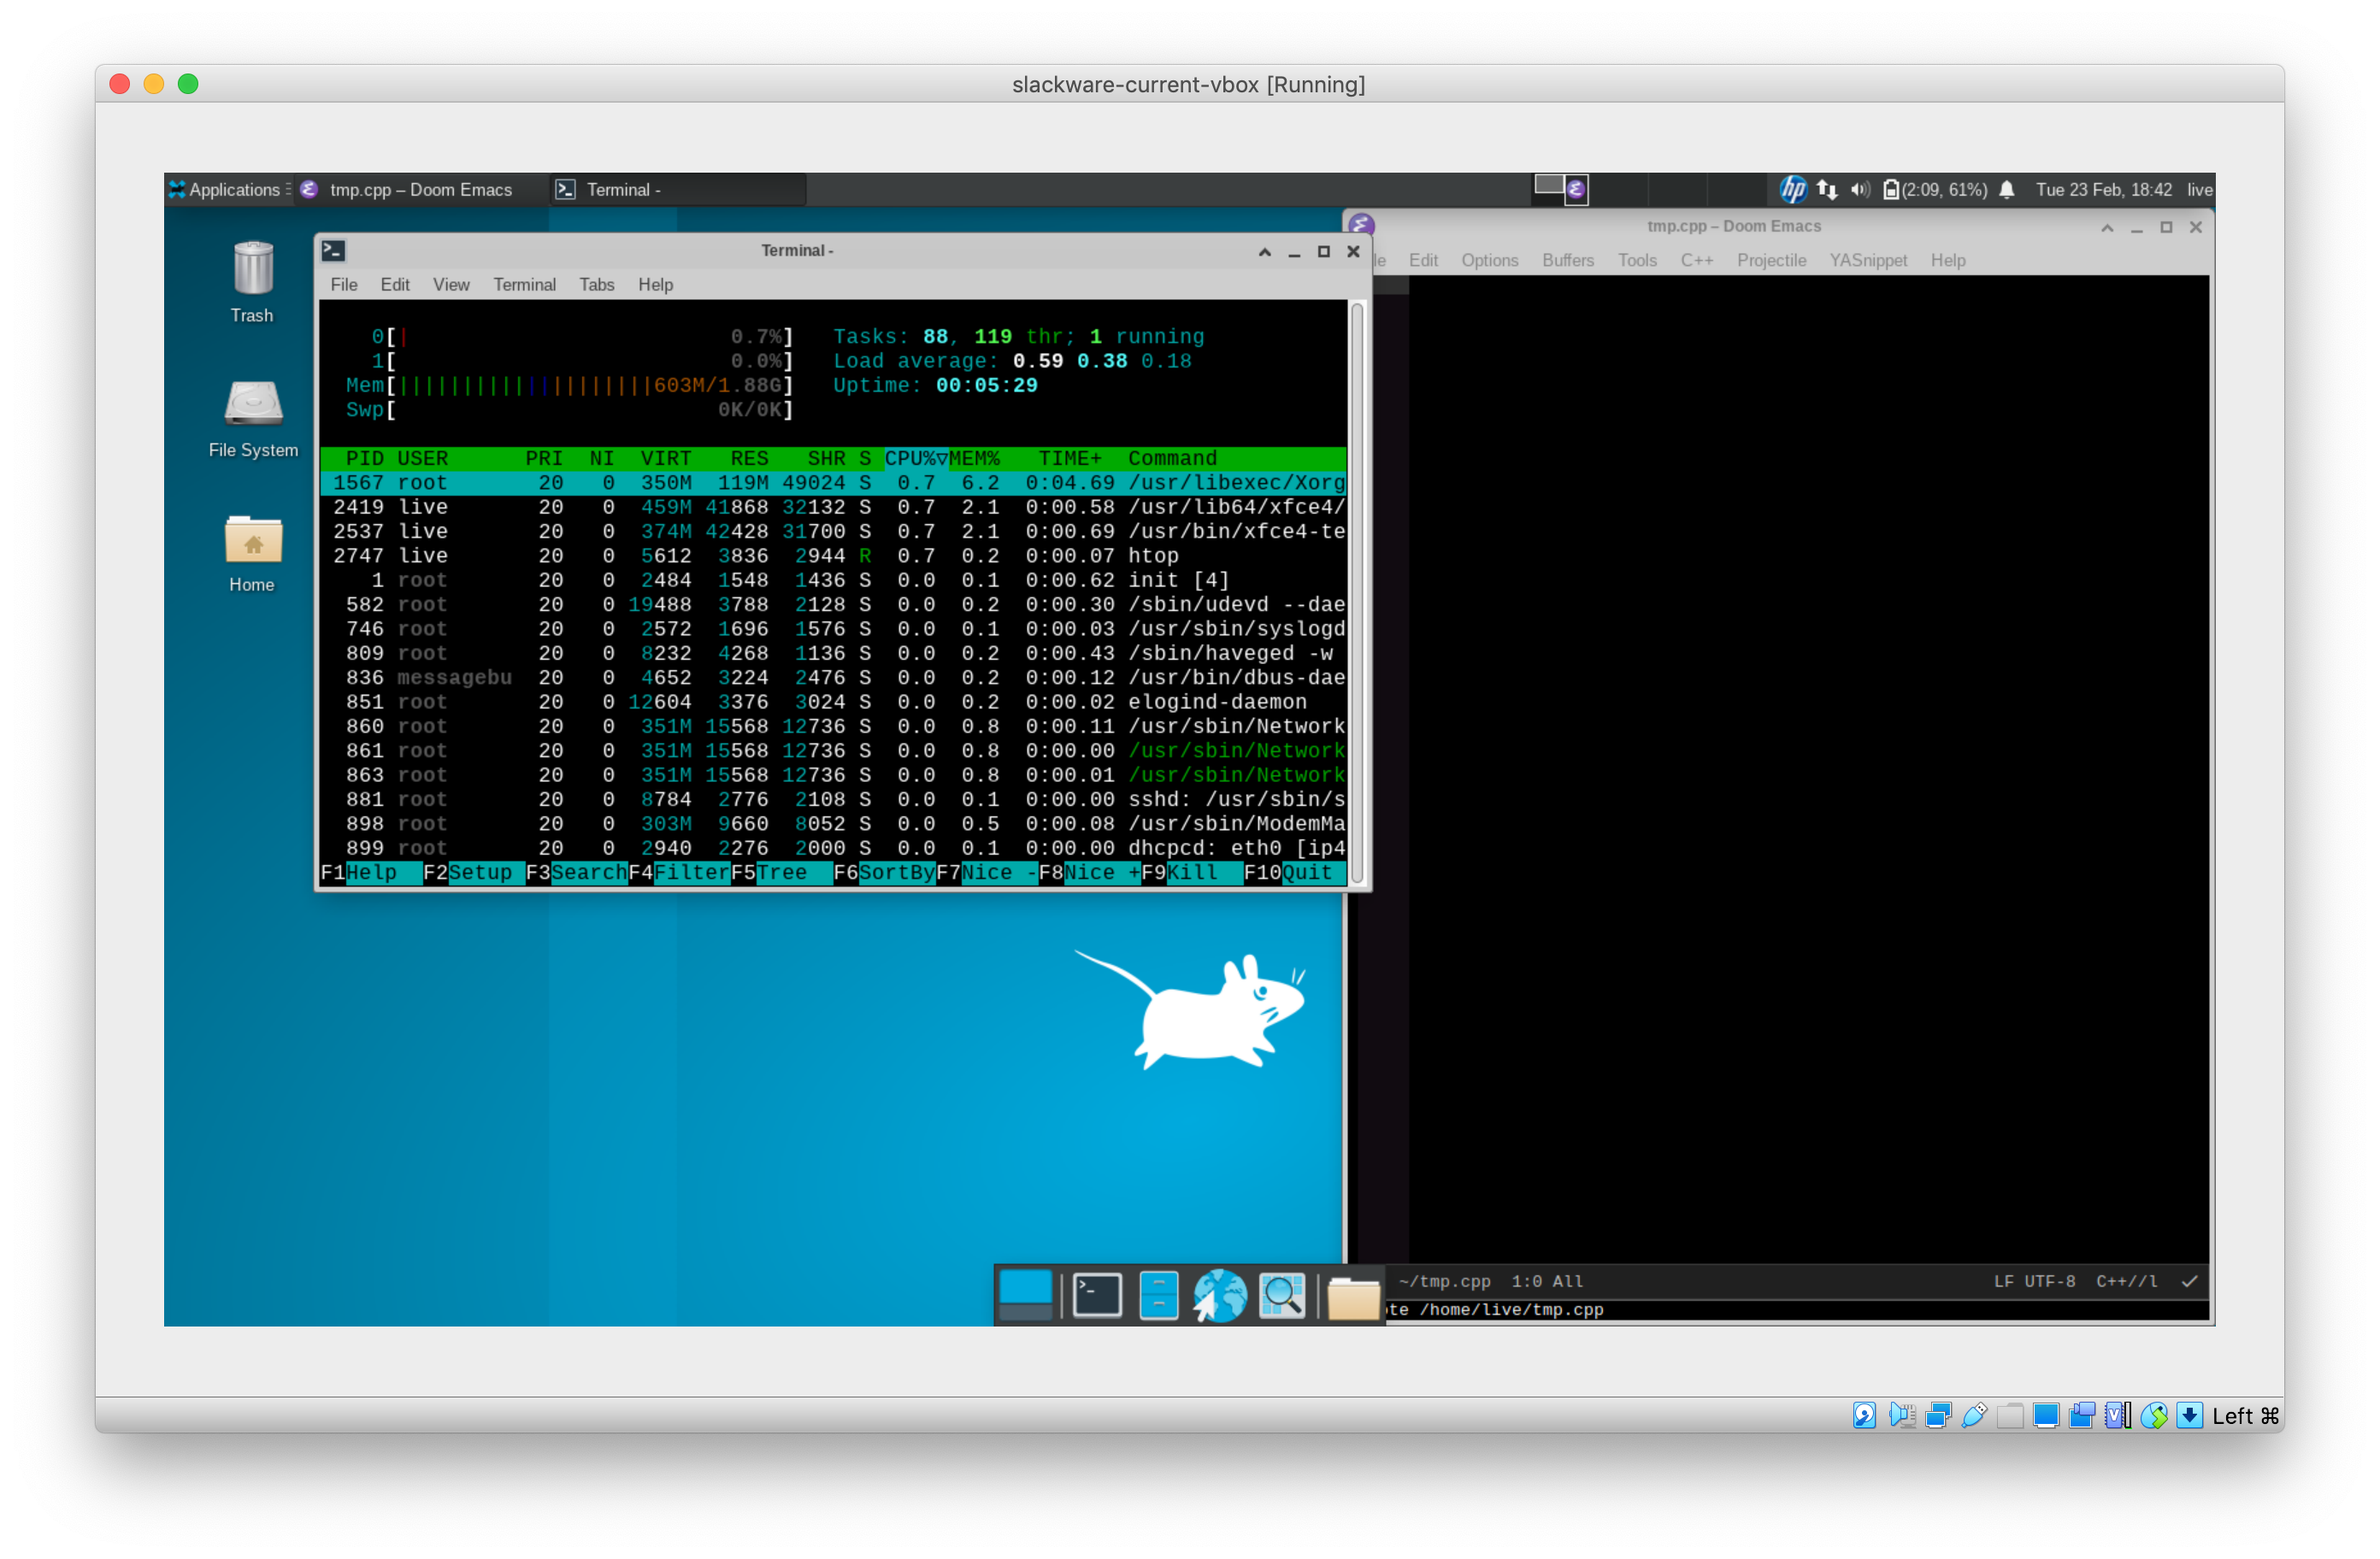 slackware-current-vbox [Running]
Applications tmp.cpp – Doom Emacs Terminal - hp (2:09, 61%) Tue 23 Feb, 18:42 live
Trash
File System
Home
Terminal -
File Edit View Terminal Tabs Help
0[| 0.7%] Tasks: 88, 119 thr; 1 running
1[ 0.0%] Load average: 0.59 0.38 0.18
Mem[||||||||||||||||||||603M/1.88G] Uptime: 00:05:29
Swp[ 0K/0K]
PID USER PRI NI VIRT RES SHR S CPU%▽MEM% TIME+ Command
1567 root 20 0 350M 119M 49024 S 0.7 6.2 0:04.69 /usr/libexec/Xorg
2419 live 20 0 459M 41868 32132 S 0.7 2.1 0:00.58 /usr/lib64/xfce4/
2537 live 20 0 374M 42428 31700 S 0.7 2.1 0:00.69 /usr/bin/xfce4-te
2747 live 20 0 5612 3836 2944 R 0.7 0.2 0:00.07 htop
1 root 20 0 2484 1548 1436 S 0.0 0.1 0:00.62 init [4]
582 root 20 0 19488 3788 2128 S 0.0 0.2 0:00.30 /sbin/udevd --dae
746 root 20 0 2572 1696 1576 S 0.0 0.1 0:00.03 /usr/sbin/syslogd
809 root 20 0 8232 4268 1136 S 0.0 0.2 0:00.43 /sbin/haveged -w
836 messagebu 20 0 4652 3224 2476 S 0.0 0.2 0:00.12 /usr/bin/dbus-dae
851 root 20 0 12604 3376 3024 S 0.0 0.2 0:00.02 elogind-daemon
860 root 20 0 351M 15568 12736 S 0.0 0.8 0:00.11 /usr/sbin/Network
861 root 20 0 351M 15568 12736 S 0.0 0.8 0:00.00 /usr/sbin/Network
863 root 20 0 351M 15568 12736 S 0.0 0.8 0:00.01 /usr/sbin/Network
881 root 20 0 8784 2776 2108 S 0.0 0.1 0:00.00 sshd: /usr/sbin/s
898 root 20 0 303M 9660 8052 S 0.0 0.5 0:00.08 /usr/sbin/ModemMa
899 root 20 0 2940 2276 2000 S 0.0 0.1 0:00.00 dhcpcd: eth0 [ip4
F1Help F2Setup F3SearchF4FilterF5Tree F6SortByF7Nice -F8Nice +F9Kill F10Quit
tmp.cpp – Doom Emacs
le Edit Options Buffers Tools C++ Projectile YASnippet Help
~/tmp.cpp 1:0 All LF UTF-8 C++//l
te /home/live/tmp.cpp
Left ⌘